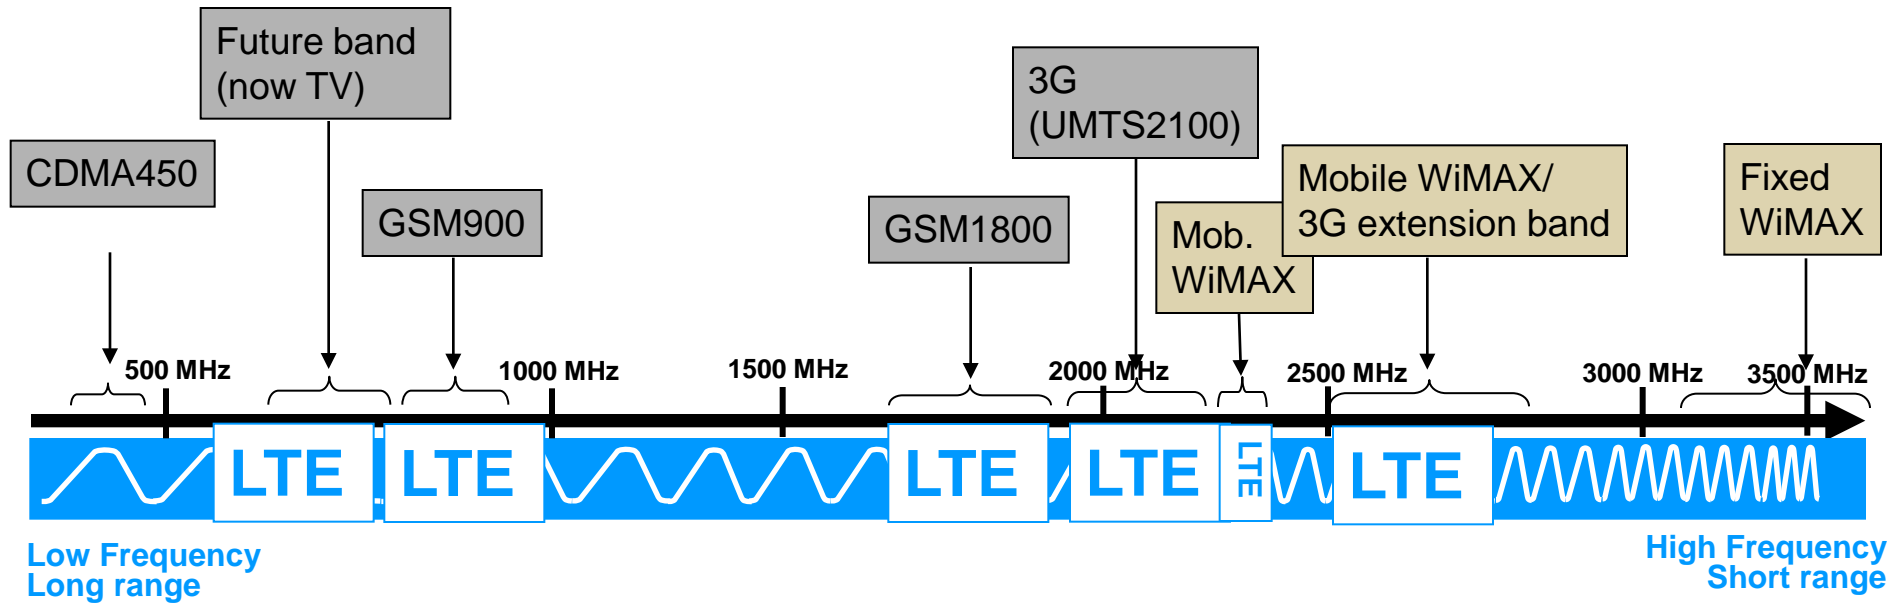 Future band
(now TV)
3G
(UMTS2100)
CDMA450
GSM900
GSM1800
Mob.
WiMAX
Mobile WiMAX/
3G extension band
Fixed
WiMAX
500 MHz
1000 MHz
1500 MHz
2000 MHz
2500 MHz
3000 MHz
3500 MHz
LTE
LTE
LTE
LTE
LTE
LTE
Low Frequency
Long range
High Frequency
Short range